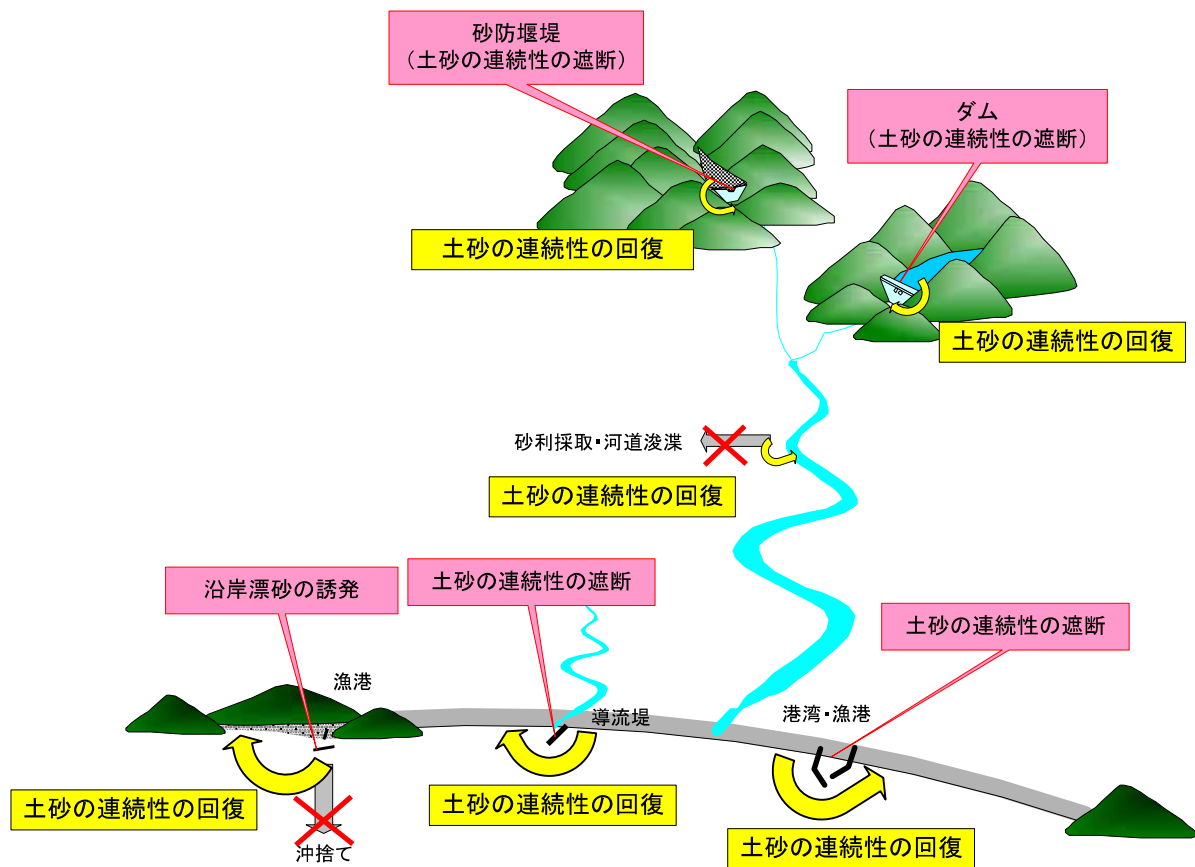 砂防堰堤
（土砂の連続性の遮断）
ダム
（土砂の連続性の遮断）
土砂の連続性の回復
土砂の連続性の回復
砂利採取・河道浚渫
土砂の連続性の回復
沿岸漂砂の誘発
土砂の連続性の遮断
土砂の連続性の遮断
漁港
導流堤
港湾・漁港
土砂の連続性の回復
土砂の連続性の回復
土砂の連続性の回復
沖捨て